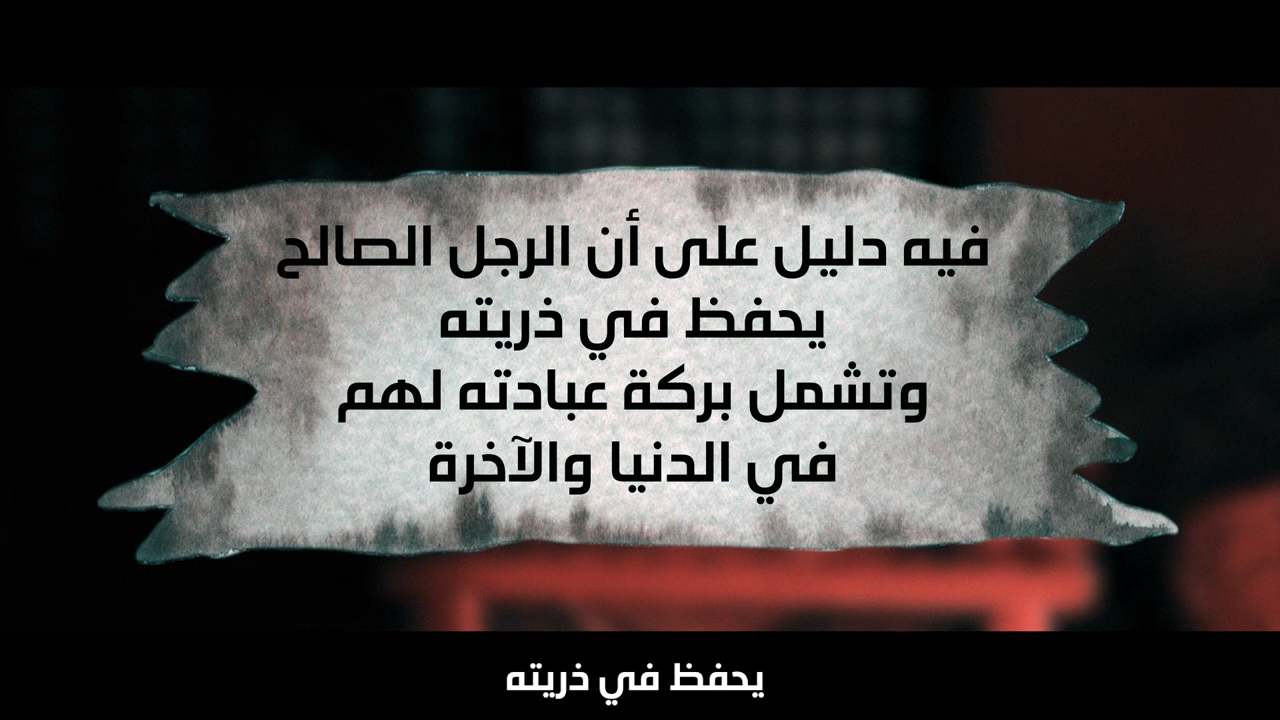 فيه دليل على أن الرجل الصالح
يحفظ في ذريته
وتشمل بركة عبادته لهم
في الدنيا والآخرة
يحفظ في ذريته